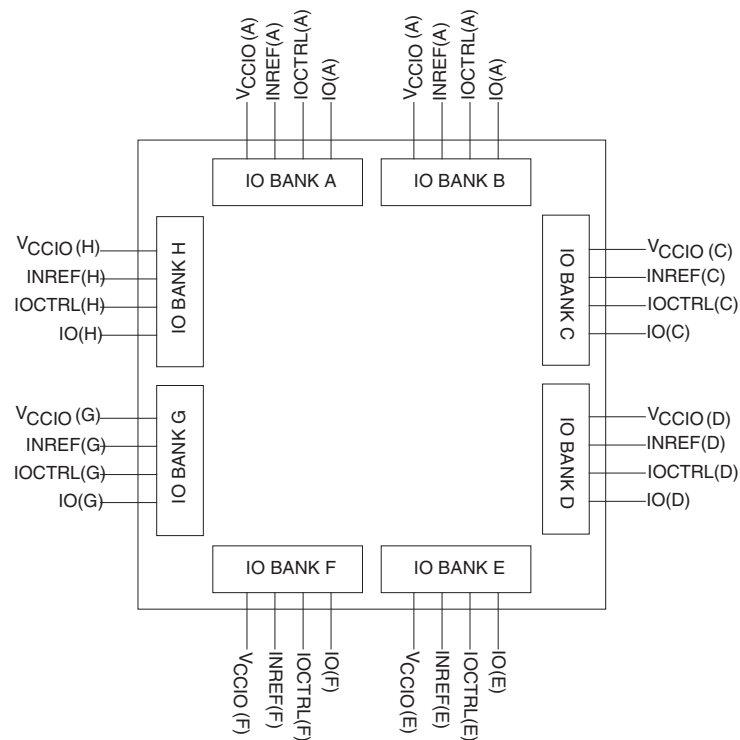 VCCIO (A)
INREF(A)
IOCTRL(A)
IO(A)
VCCIO (A)
INREF(A)
IOCTRL(A)
IO(A)
IO BANK A
IO BANK B
VCCIO (H)
INREF(H)
IOCTRL(H)
IO(H)
IO BANK H
IO BANK C
VCCIO (C)
INREF(C)
IOCTRL(C)
IO(C)
VCCIO (G)
INREF(G)
IOCTRL(G)
IO(G)
IO BANK G
IO BANK D
VCCIO (D)
INREF(D)
IOCTRL(D)
IO(D)
IO BANK F
IO BANK E
VCCIO (F)
INREF(F)
IOCTRL(F)
IO(F)
VCCIO (E)
INREF(E)
IOCTRL(E)
IO(E)